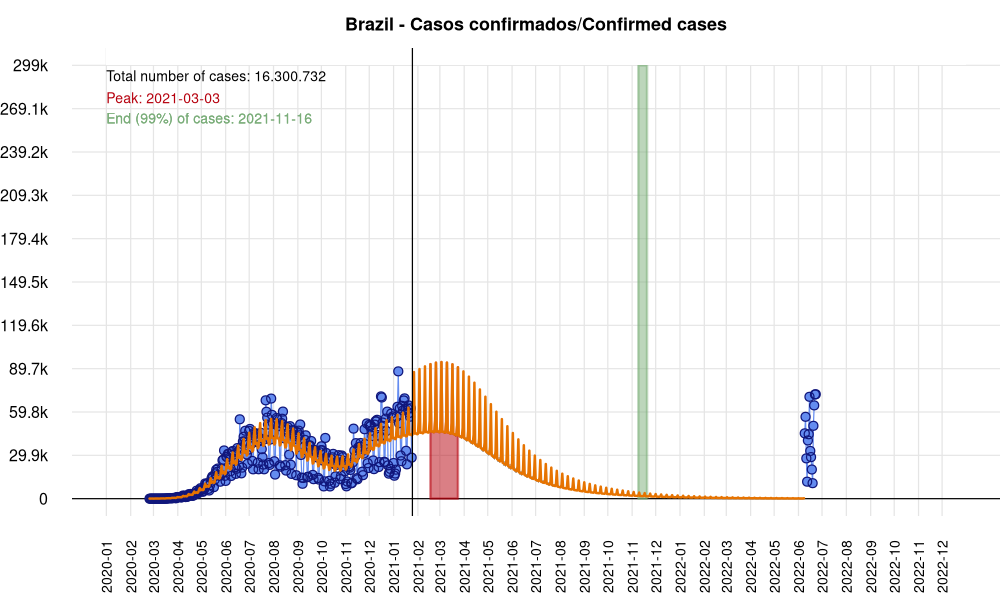 Brazil - Casos confirmados/Confirmed cases
299k
269.1k
239.2k
209.3k
179.4k
149.5k
119.6k
89.7k
59.8k
29.9k
0
Total number of cases: 16.300.732
Peak: 2021-03-03
End (99%) of cases: 2021-11-16
2020-01
2020-02
2020-03
2020-04
2020-05
2020-06
2020-07
2020-08
2020-09
2020-10
2020-11
2020-12
2021-01
2021-02
2021-03
2021-04
2021-05
2021-06
2021-07
2021-08
2021-09
2021-10
2021-11
2021-12
2022-01
2022-02
2022-03
2022-04
2022-05
2022-06
2022-07
2022-08
2022-09
2022-10
2022-11
2022-12